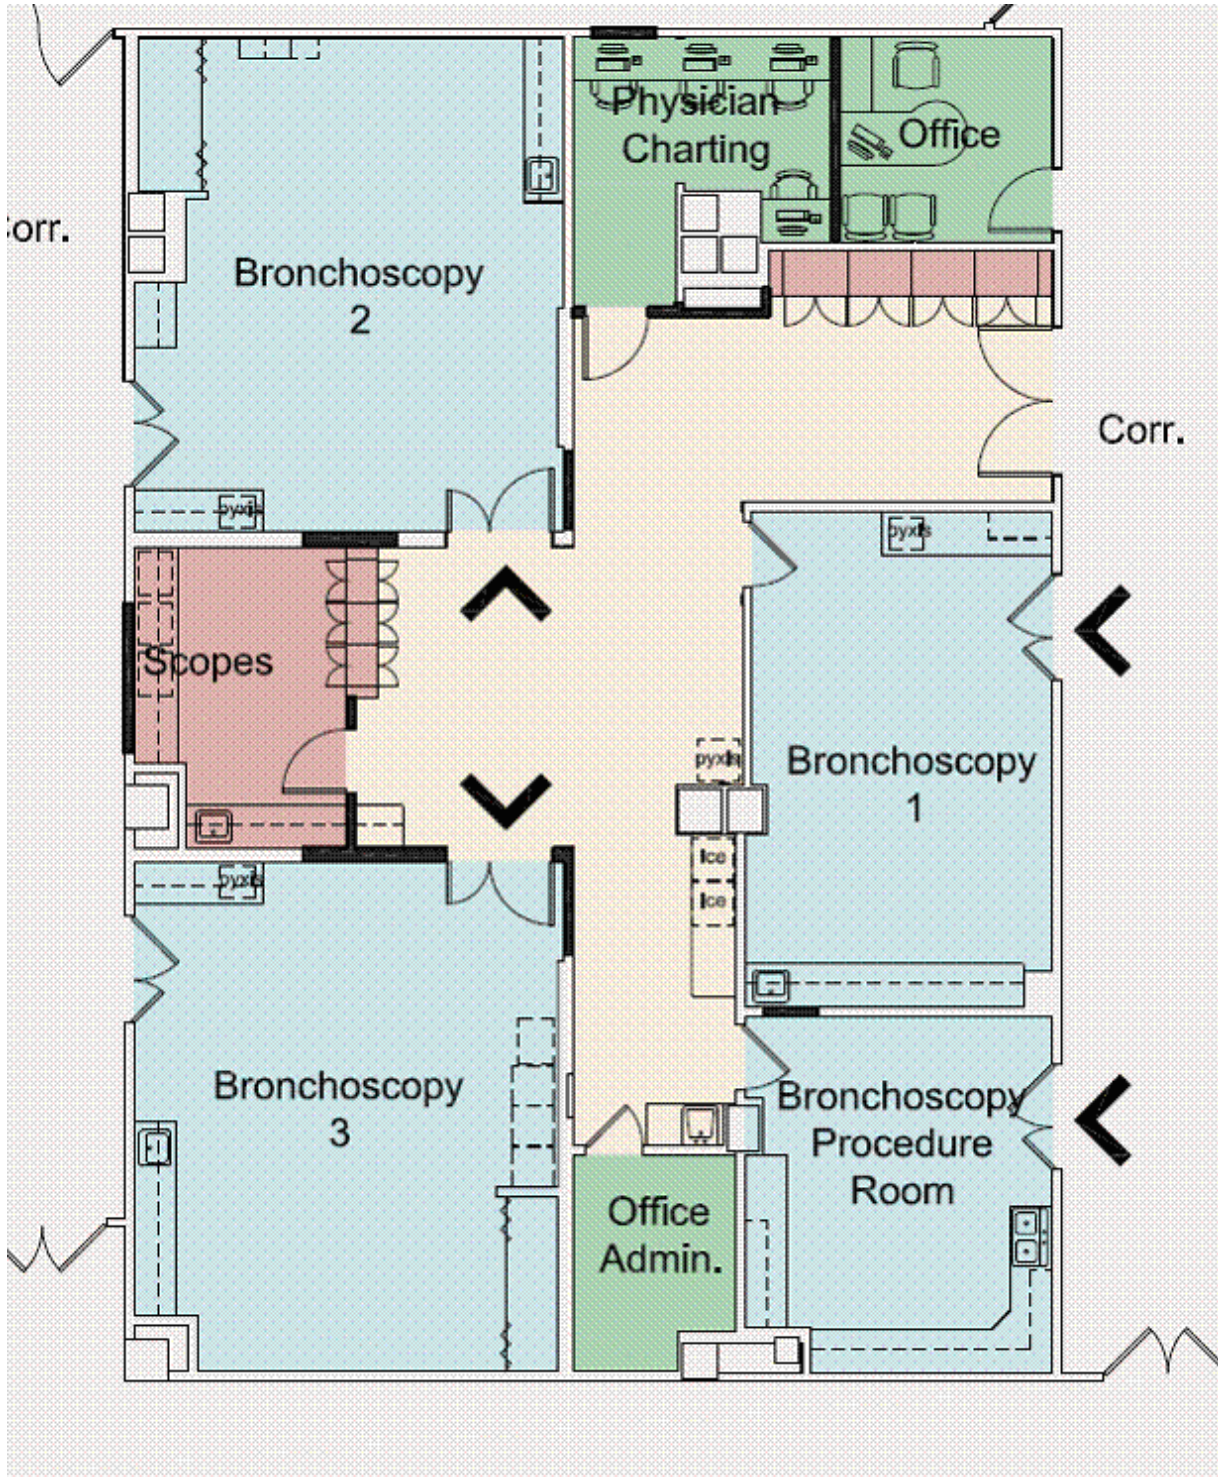 Physician
Charting
Office
orr.
Bronchoscopy
2
Corr.
pyxis
pyxis
Scopes
pyxis
Bronchoscopy
1
Ice
pyxis
Ice
Bronchoscopy
3
Bronchoscopy
Procedure
Room
Office
Admin.